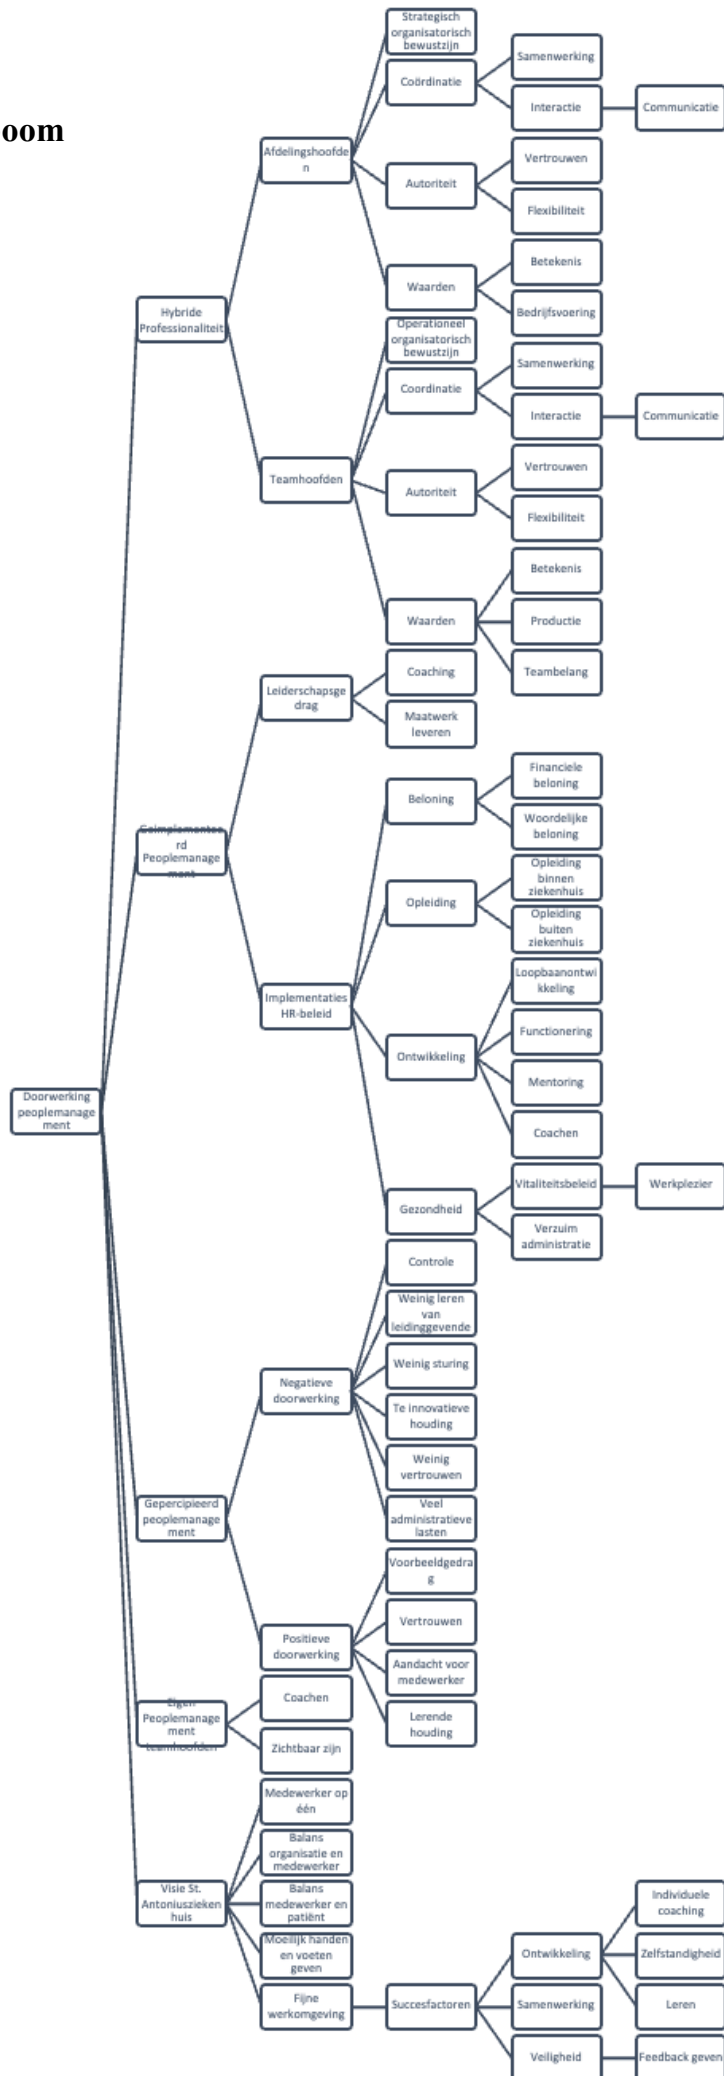 oom
Strategisch
organisatorisch
bewustzijn
Coördinatie
Samenwerking
Interactie
Communicatie
Afdelingshoofde
n
Autoriteit
Vertrouwen
Flexibiliteit
Waarden
Betekenis
Bedrijfsvoering
Hybride
Professionaliteit
Operationeel
organisatorisch
bewustzijn
Coordinatie
Samenwerking
Interactie
Communicatie
Teamhoofden
Autoriteit
Vertrouwen
Flexibiliteit
Waarden
Betekenis
Productie
Teambelang
Leiderschapsge
drag
Coaching
Maatwerk
leveren
Geimplementee
rd
Peoplemanage
ment
Beloning
Financiele
beloning
Woordelijke
beloning
Opleiding
Opleiding
binnen
ziekenhuis
Opleiding
buiten
ziekenhuis
Implementaties
HR-beleid
Ontwikkeling
Loopbaanontwi
kkeling
Functionering
Mentoring
Coachen
Doorwerking
peoplemanage
ment
Gezondheid
Vitaliteitsbeleid
Werkplezier
Verzuim
administratie
Negatieve
doorwerking
Controle
Weinig leren
van
leidinggevende
Weinig sturing
Te innovatieve
houding
Weinig
vertrouwen
Veel
administratieve
lasten
Gepercipieerd
peoplemanage
ment
Positieve
doorwerking
Voorbeeldgedra
g
Vertrouwen
Aandacht voor
medewerker
Lerende
houding
Eigen
Peoplemanage
ment
teamhoofden
Coachen
Zichtbaar zijn
Visie St.
Antoniuszieken
huis
Medewerker op
één
Balans
organisatie en
medewerker
Balans
medewerker en
patiënt
Moeilijk handen
en voeten
geven
Fijne
werkomgeving
Succesfactoren
Ontwikkeling
Individuele
coaching
Zelfstandigheid
Leren
Samenwerking
Veiligheid
Feedback geven